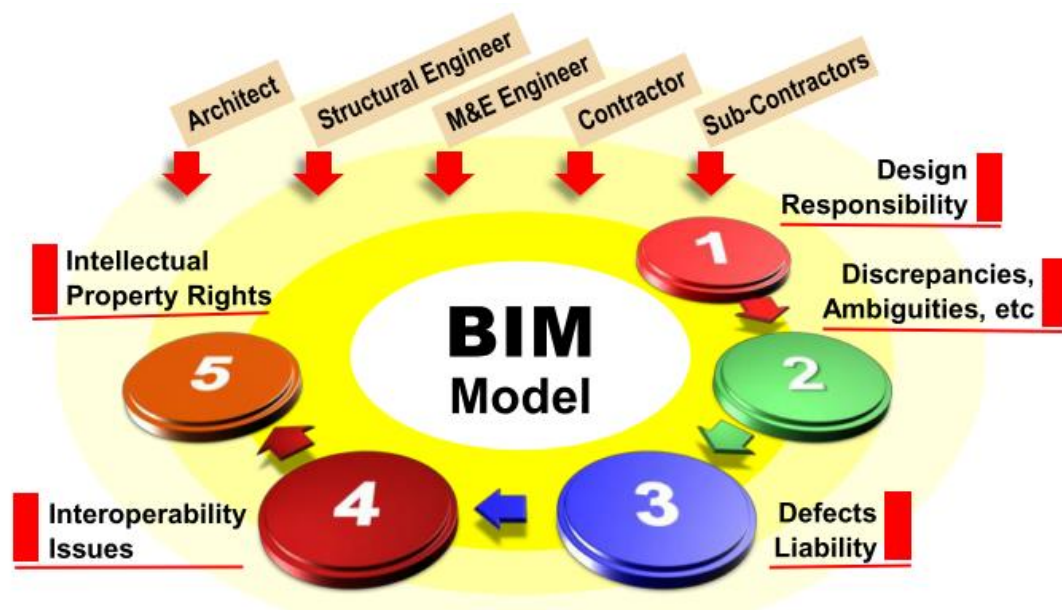 Architect
Structural Engineer
M&E Engineer
Contractor
Sub-Contractors
Design
Responsibility
1
Discrepancies,
Ambiguities, etc
2
Intellectual
Property Rights
5
BIM
Model
Interoperability
Issues
4
3
Defects
Liability